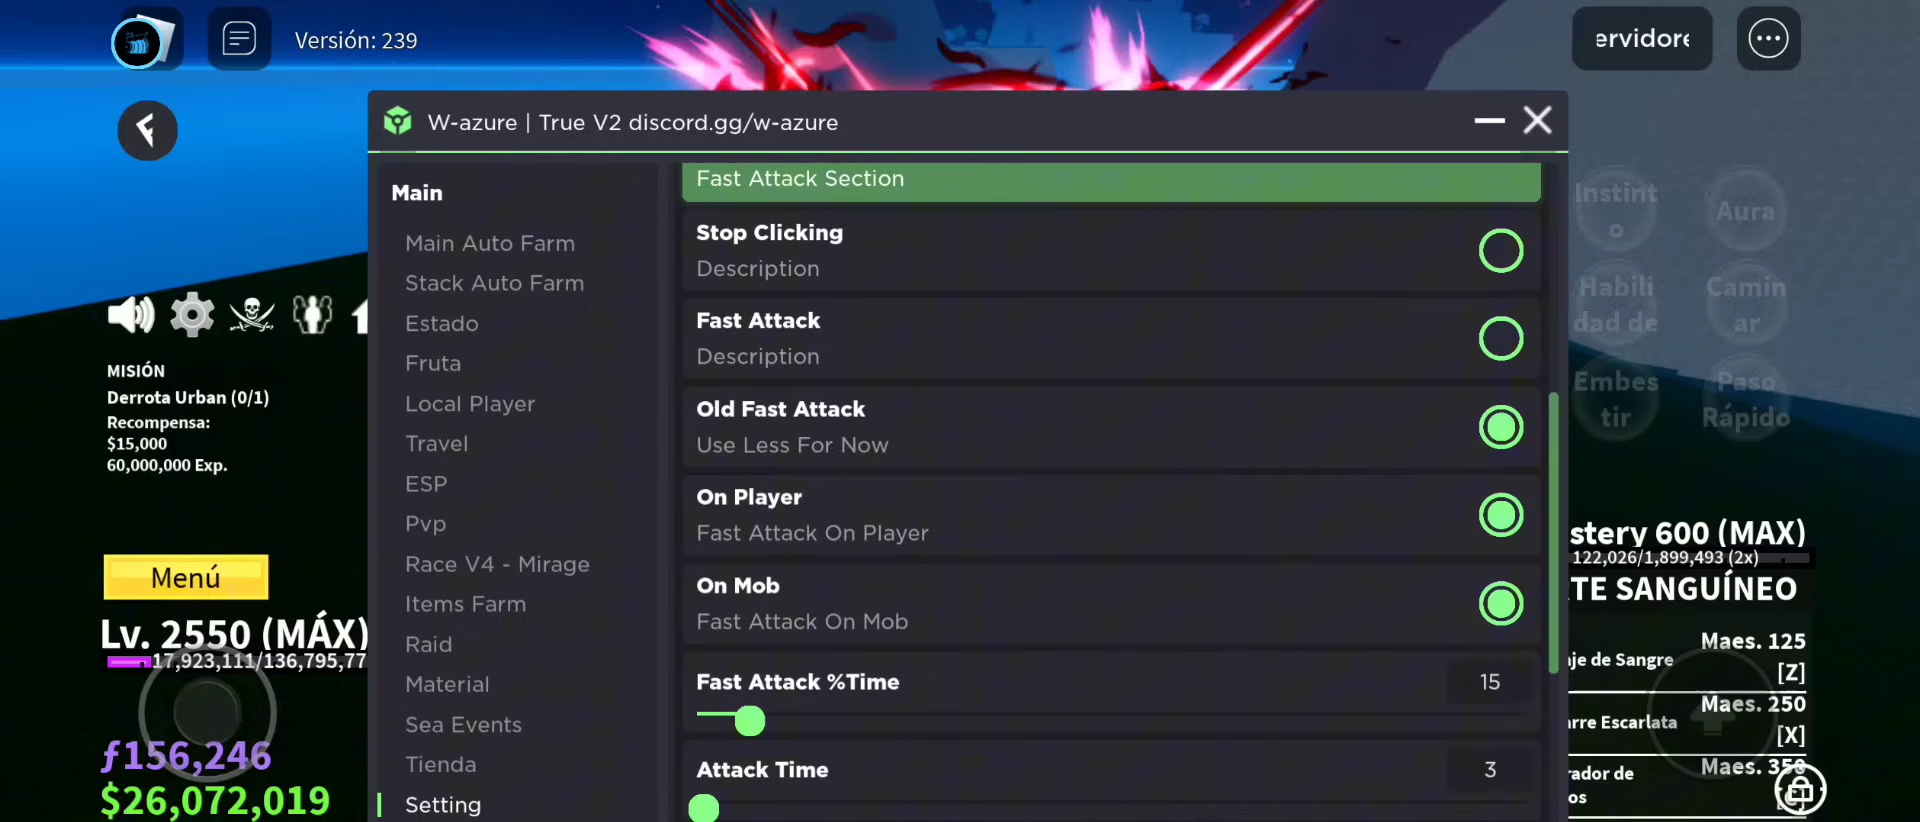 Versión: 239
ervidore
W-azure | True V2 discord.gg/w-azure
Main
Main Auto Farm
Stack Auto Farm
Estado
Fruta
Local Player
Travel
ESP
Pvp
Race V4 - Mirage
Items Farm
Raid
Material
Sea Events
Tienda
Setting
Fast Attack Section
Stop Clicking
Description
Fast Attack
Description
Old Fast Attack
Use Less For Now
On Player
Fast Attack On Player
On Mob
Fast Attack On Mob
Fast Attack %Time
15
Attack Time
3
MISIÓN
Derrota Urban (0/1)
Recompensa:
$15,000
60,000,000 Exp.
Menú
Lv. 2550 (MÁX)
17,923,111/136,795,77
ƒ156,246
$26,072,019
Instint
o
Aura
Habili
dad de
Camin
ar
Embes
tir
Paso
Rápido
stery 600 (MAX)
122,026/1,899,493 (2x)
TE SANGUÍNEO
Maes. 125
aje de Sangre
[Z]
Maes. 250
arre Escarlata
[X]
Maes. 350
rador de
os